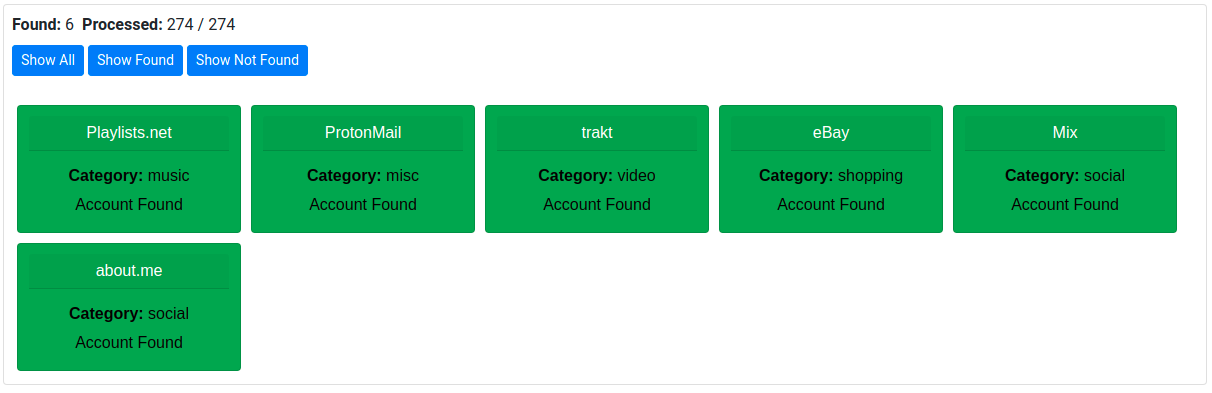 Found: 6 Processed: 274 / 274
Show All Show Found Show Not Found
Playlists.net ProtonMail trakt eBay Mix
Category: music Category: misc Category: video Category: shopping Category: social
Account Found Account Found Account Found Account Found Account Found
about.me
Category: social
Account Found